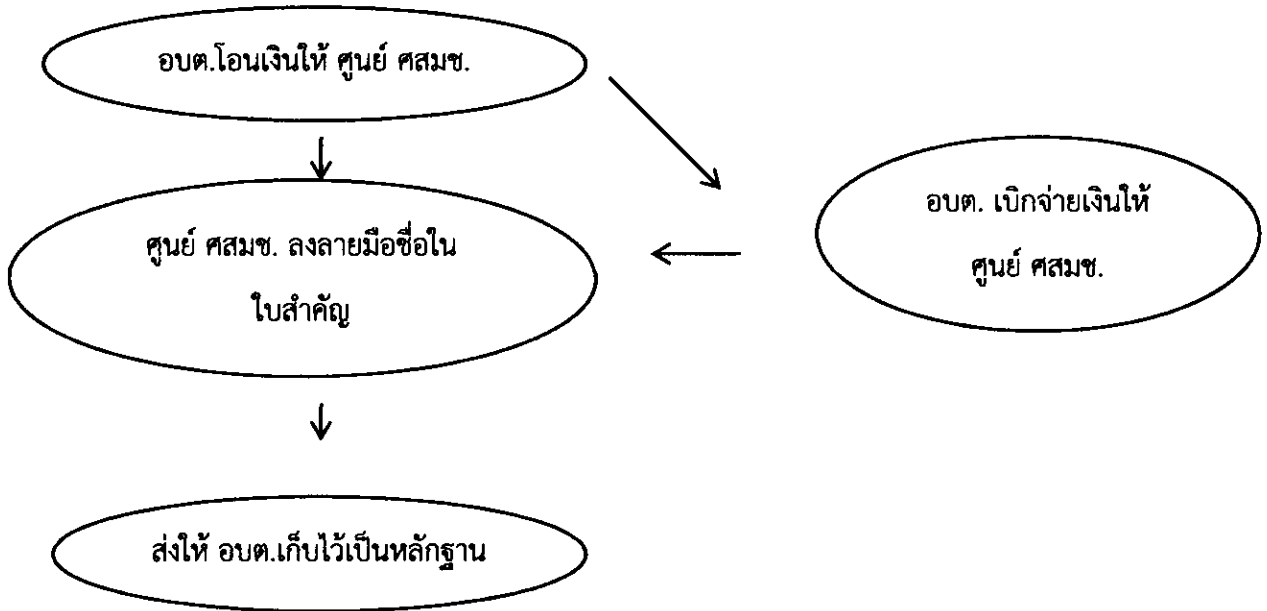 อบต.โอนเงินให้ ศูนย์ ศสมช.
อบต. เบิกจ่ายเงินให้
ศูนย์ ศสมช.
ศูนย์ ศสมช. ลงลายมือชื่อใน
ใบสำคัญ
ส่งให้ อบต.เก็บไว้เป็นหลักฐาน